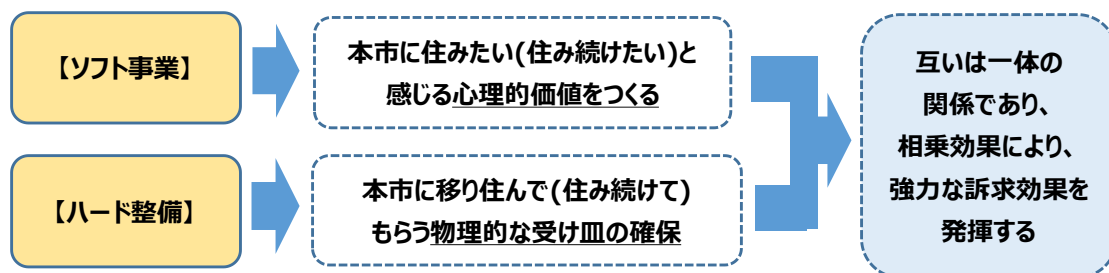 【ソフト事業】
本市に住みたい(住み続けたい)と
感じる心理的価値をつくる
【ハード整備】
本市に移り住んで(住み続けて)
もらう物理的な受け皿の確保
互いは一体の
関係であり、
相乗効果により、
強力な訴求効果を
発揮する